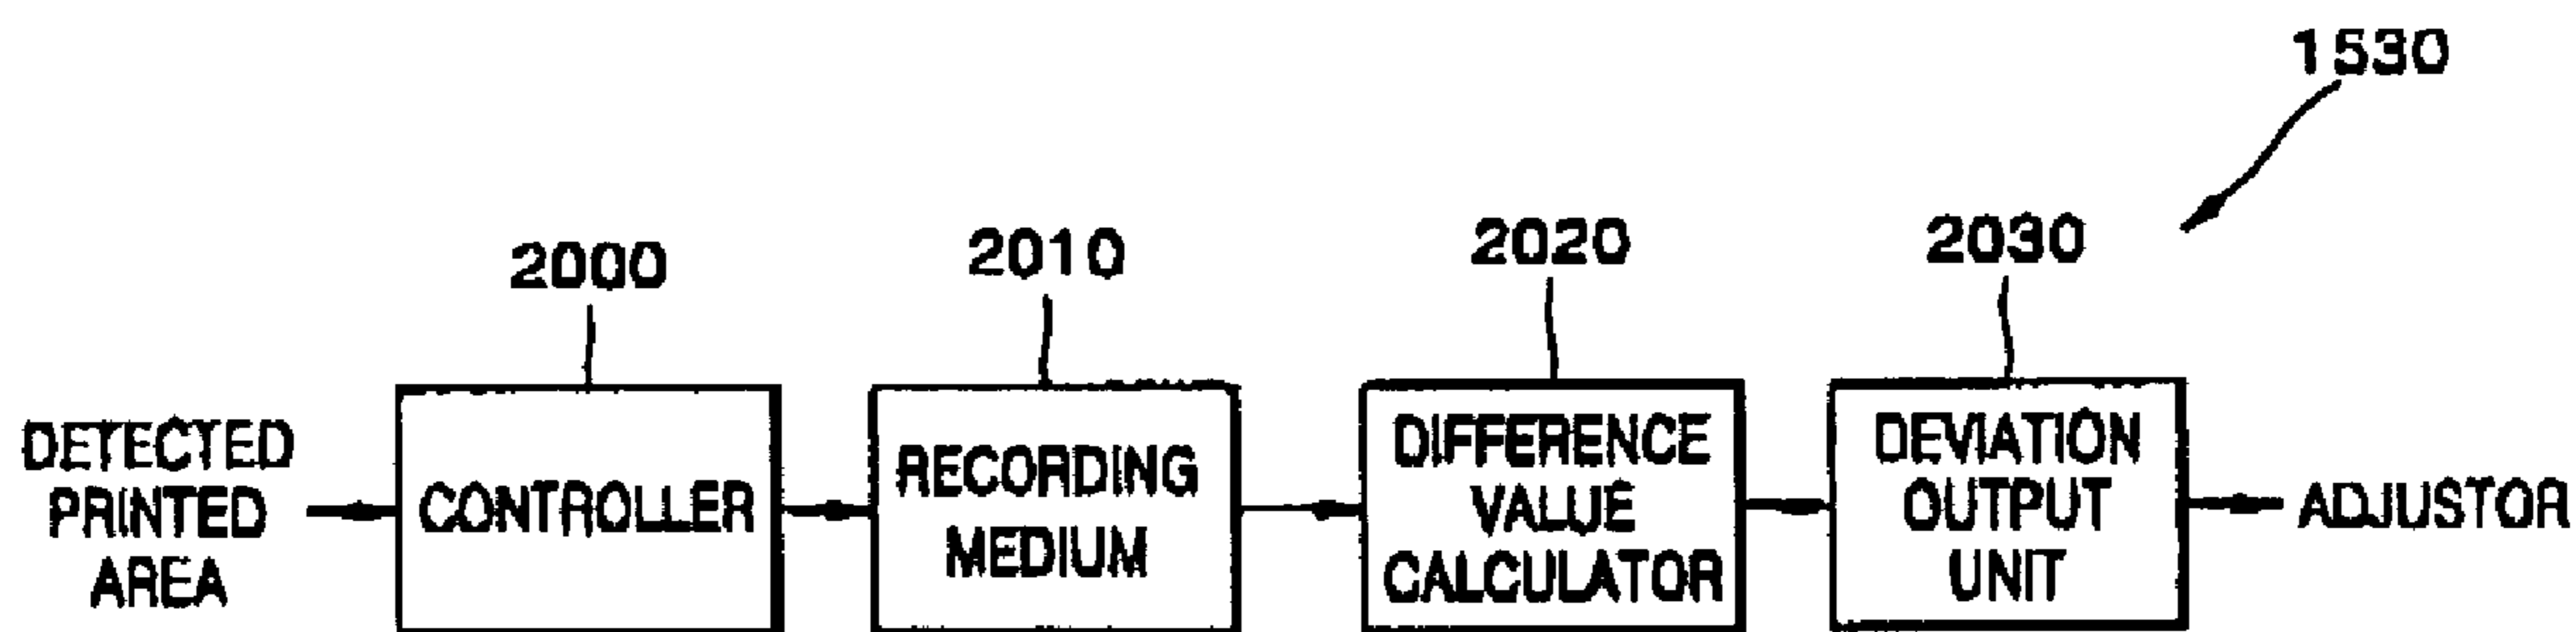 1530
2000
2010
2020
2030
DETECTED
PRINTED
AREA
CONTROLLER
RECORDING
MEDIUM
DIFFERENCE
VALUE
CALCULATOR
DEVIATION
OUTPUT
UNIT
ADJUSTOR